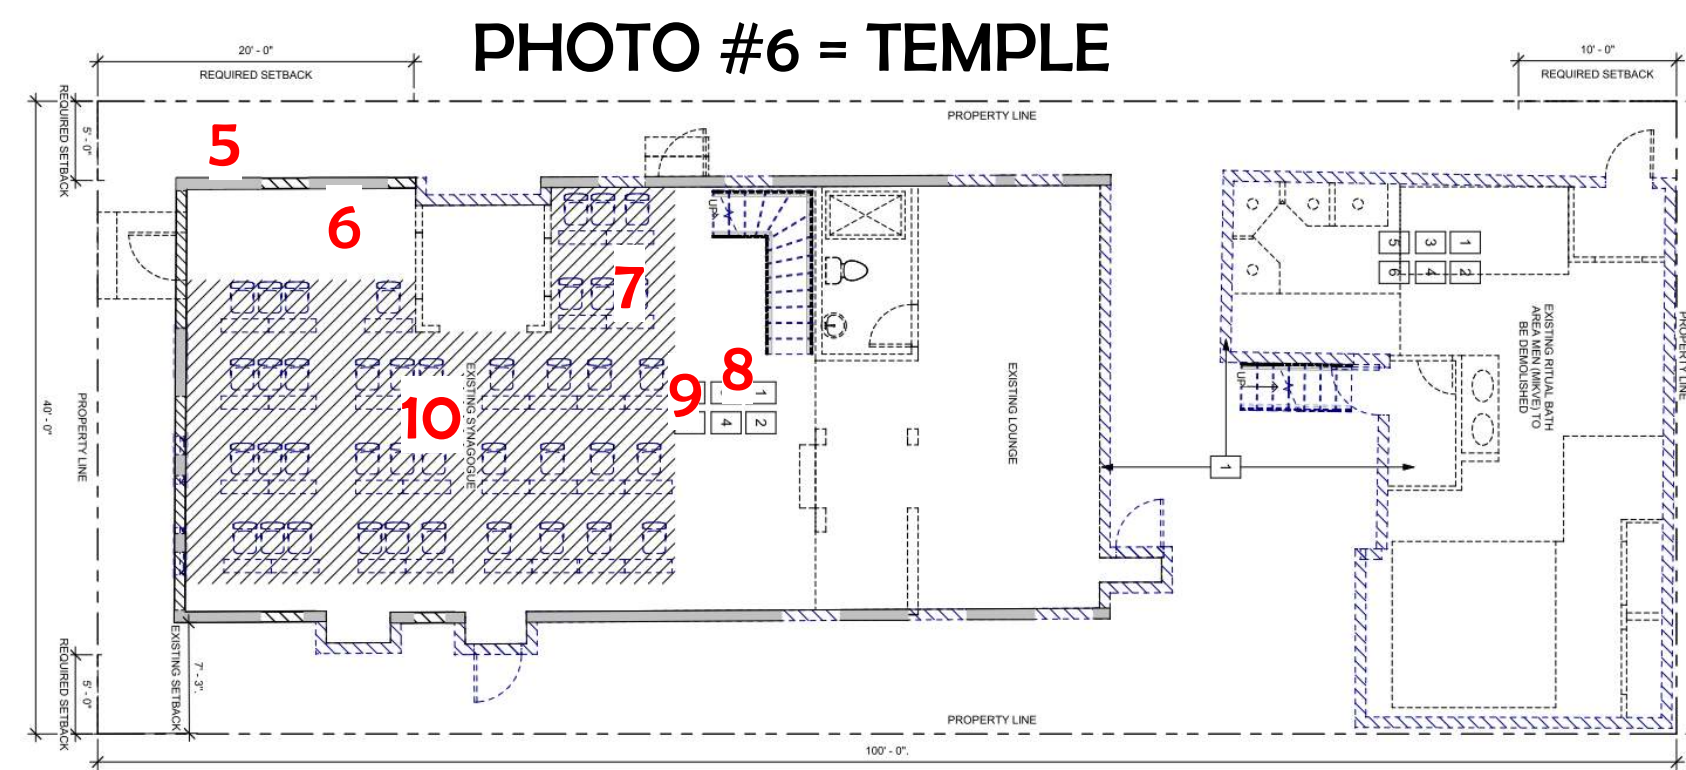 PHOTO #6 = TEMPLE
20' - 0"
REQUIRED SETBACK
10' - 0"
REQUIRED SETBACK
REQUIRED SETBACK
5' - 0"
PROPERTY LINE
5
6
7
8
9
10
UP
1
4
2
EXISTING SYNAGOGUE
EXISTING LOUNGE
5
3
1
6
4
2
EXISTING RITUAL BATH
AREA MEN (MIKVE) TO
BE DEMOLISHED
UP
1
PROPERTY LINE
40' - 0"
PROPERTY LINE
REQUIRED SETBACK
5' - 0"
EXISTING SETBACK
7' - 3".
PROPERTY LINE
100' - 0".